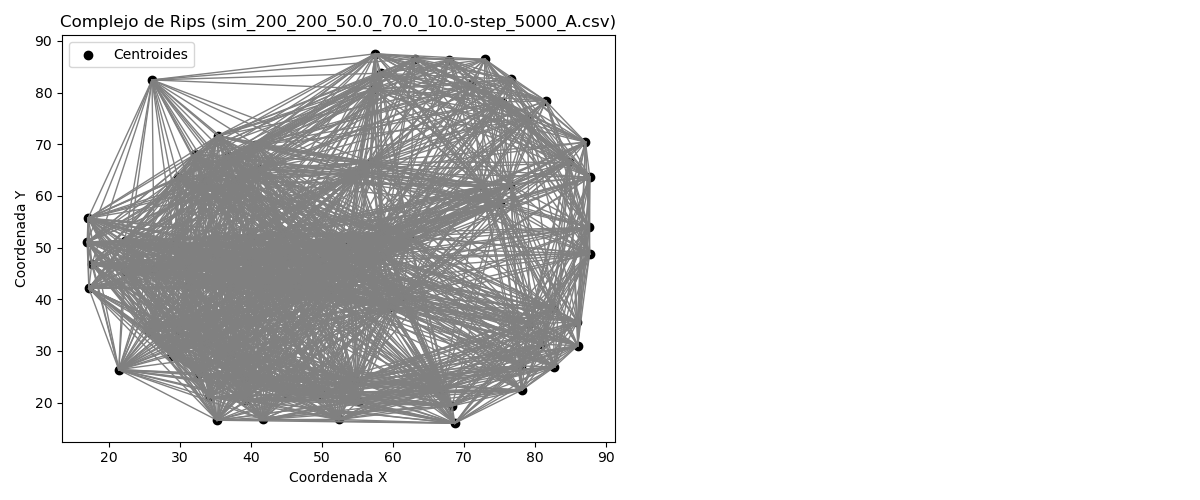 Complejo de Rips (sim_200_200_50.0_70.0_10.0-step_5000_A.csv)
Centroides
90
80
70
60
50
40
30
20
Coordenada Y
20 30 40 50 60 70 80 90
Coordenada X